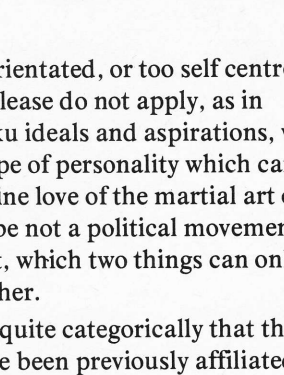 rientated, or too self centr
lease do not apply, as in
ku ideals and aspirations,
pe of personality which ca
ine love of the martial art
be not a political movemen
t, which two things can on
her.
quite categorically that th
e been previously affiliate